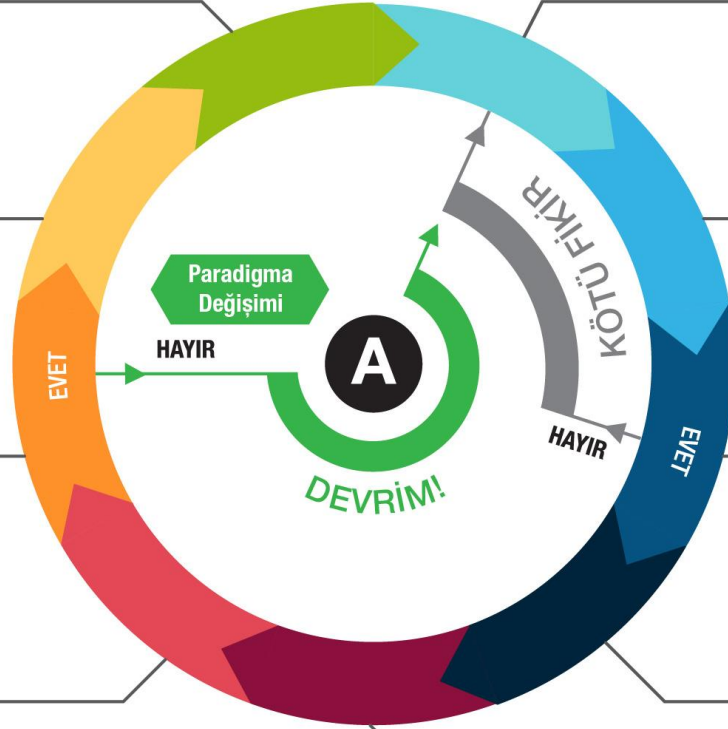 KÖTÜ FİKİR
Paradigma
Değişimi
HAYIR
EVET
A
HAYIR
EVET
DEVRİM!